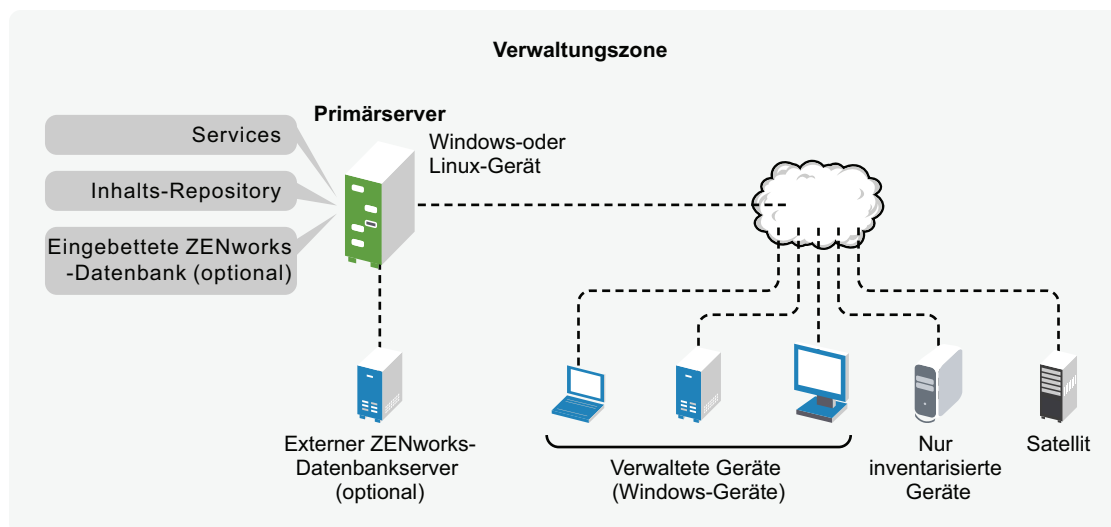 Verwaltungszone
Primärserver
Services
Windows-oder
Linux-Gerät
Inhalts-Repository
Eingebettete ZENworks
-Datenbank (optional)
Externer ZENworks-
Datenbankserver
(optional)
Verwaltete Geräte
(Windows-Geräte)
Nur
inventarisierte
Geräte
Satellit